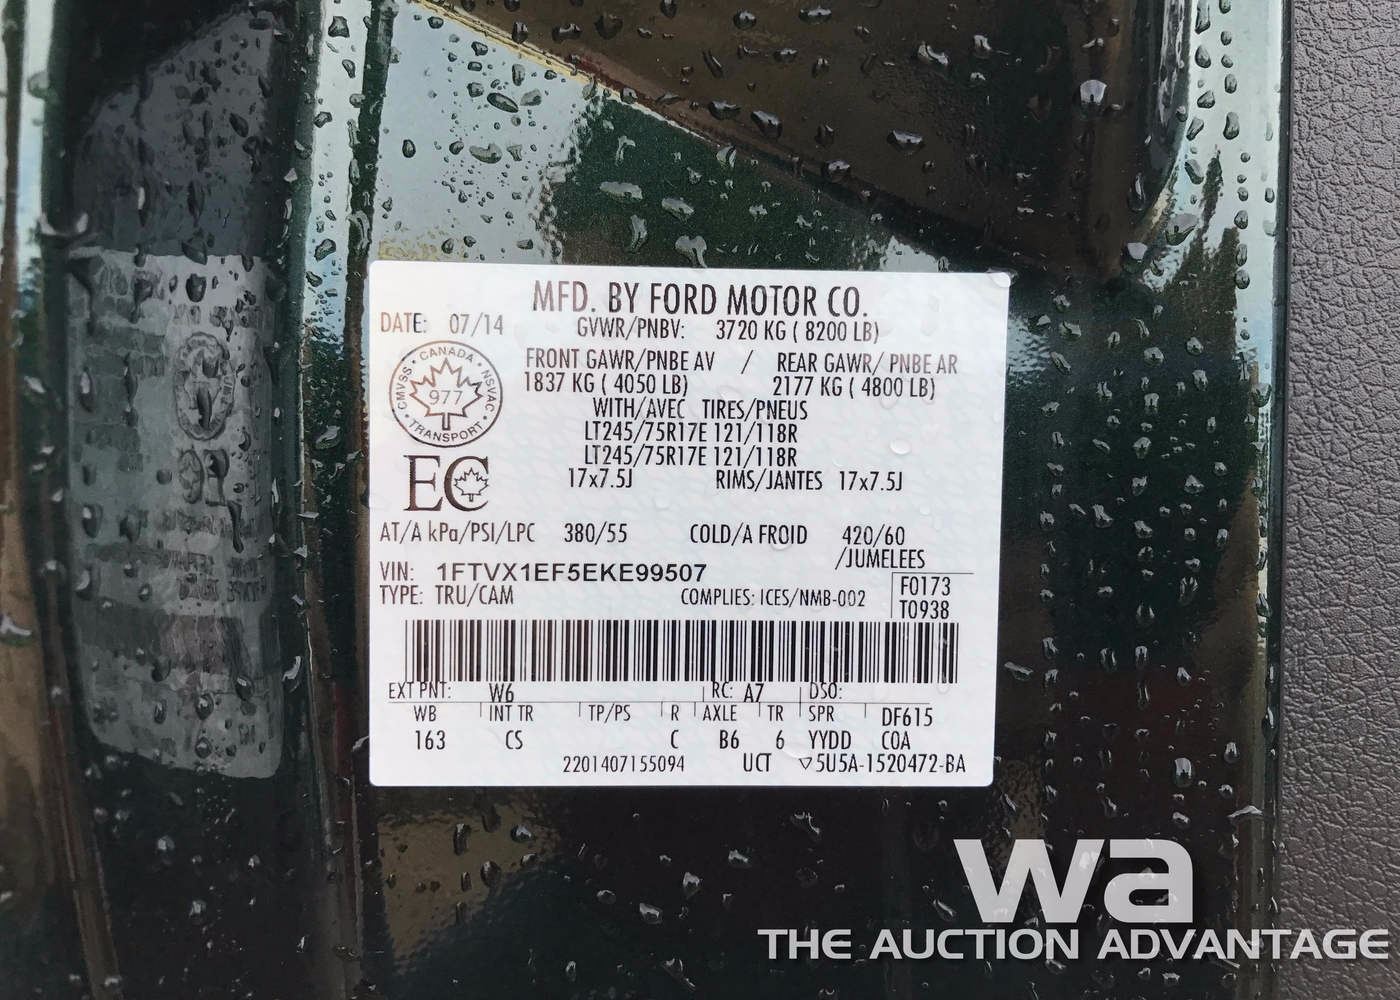 MFD. BY FORD MOTOR CO.
DATE: 07/14 GVWR/PNBV: 3720 KG ( 8200 LB)
FRONT GAWR/PNBE AV / REAR GAWR/ PNBE AR
1837 KG ( 4050 LB) 2177 KG ( 4800 LB)
WITH/AVEC TIRES/PNEUS
LT245/75R17E 121/118R
LT245/75R17E 121/118R
17x7.5J RIMS/JANTES 17x7.5J
CANADA · NSVAC · TRANSPORT · CMVSS
977
EC
AT/A kPa/PSI/LPC 380/55 COLD/A FROID 420/60
/JUMELEES
VIN: 1FTVX1EF5EKE99507
F0173
TYPE: TRU/CAM COMPLIES: ICES/NMB-002
T0938
EXT PNT: W6 RC: A7 DSO:
WB INT TR TP/PS R AXLE TR SPR DF615
163 CS C B6 6 YYDD COA
2201407155094 UCT ▽5U5A-1520472-BA
wa
THE AUCTION ADVANTAGE